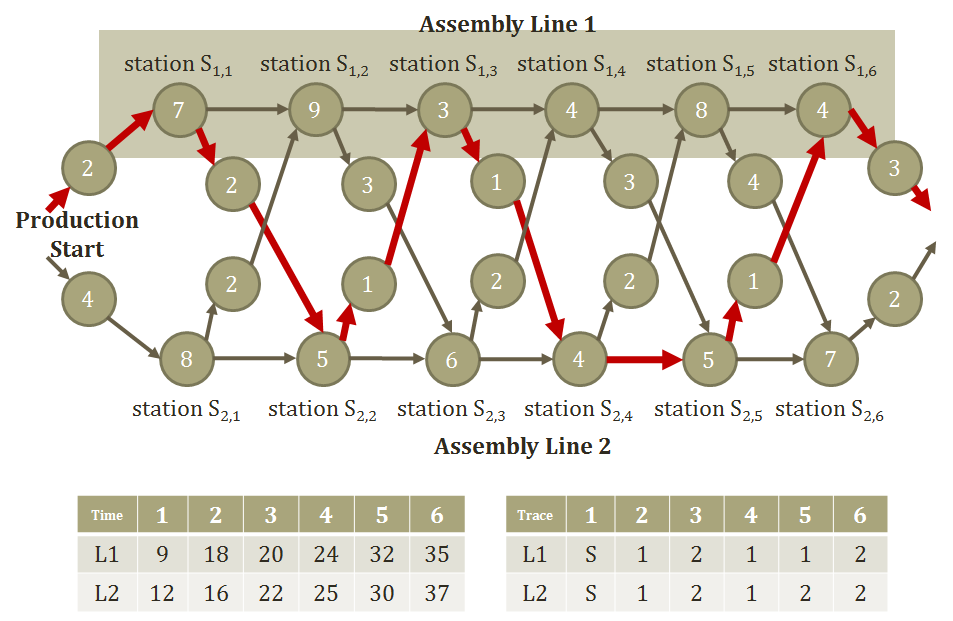 Assembly Line 1
station S1,1 station S1,2 station S1,3 station S1,4 station S1,5 station S1,6
7 9 3 4 8 4
2 2 3 1 3 4 3
Production
Start
4 2 1 2 2 1 2
8 5 6 4 5 7
station S2,1 station S2,2 station S2,3 station S2,4 station S2,5 station S2,6
Assembly Line 2
Time 1 2 3 4 5 6
L1 9 18 20 24 32 35
L2 12 16 22 25 30 37
Trace 1 2 3 4 5 6
L1 S 1 2 1 1 2
L2 S 1 2 1 2 2